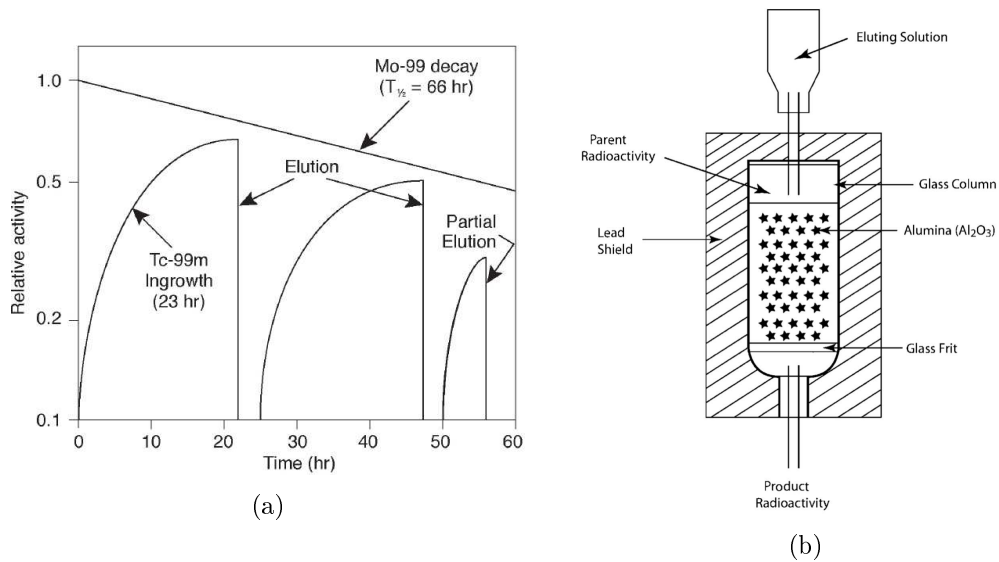 1.0
0.5
0.2
0.1
Relative activity
Mo-99 decay
(T½ = 66 hr)
Elution
Partial
Elution
Tc-99m
Ingrowth
(23 hr)
0 10 20 30 40 50 60
Time (hr)
(a)
Eluting Solution
Parent
Radioactivity
Glass Column
Lead
Shield
Alumina (Al₂O₃)
Glass Frit
Product
Radioactivity
(b)